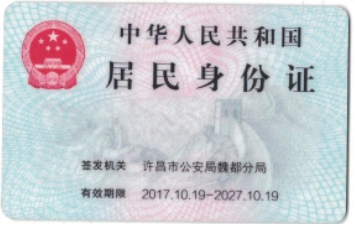 中华人民共和国
居民身份证
签发机关 许昌市公安局魏都分局
有效期限 2017.10.19-2027.10.19